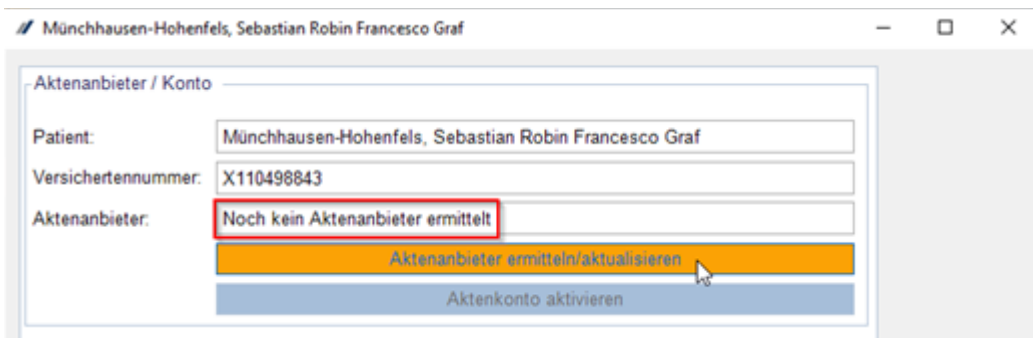 Münchhausen-Hohenfels, Sebastian Robin Francesco Graf
Aktenanbieter / Konto
Patient: Münchhausen-Hohenfels, Sebastian Robin Francesco Graf
Versichertennummer: X110498843
Aktenanbieter: Noch kein Aktenanbieter ermittelt
Aktenanbieter ermitteln/aktualisieren
Aktenkonto aktivieren